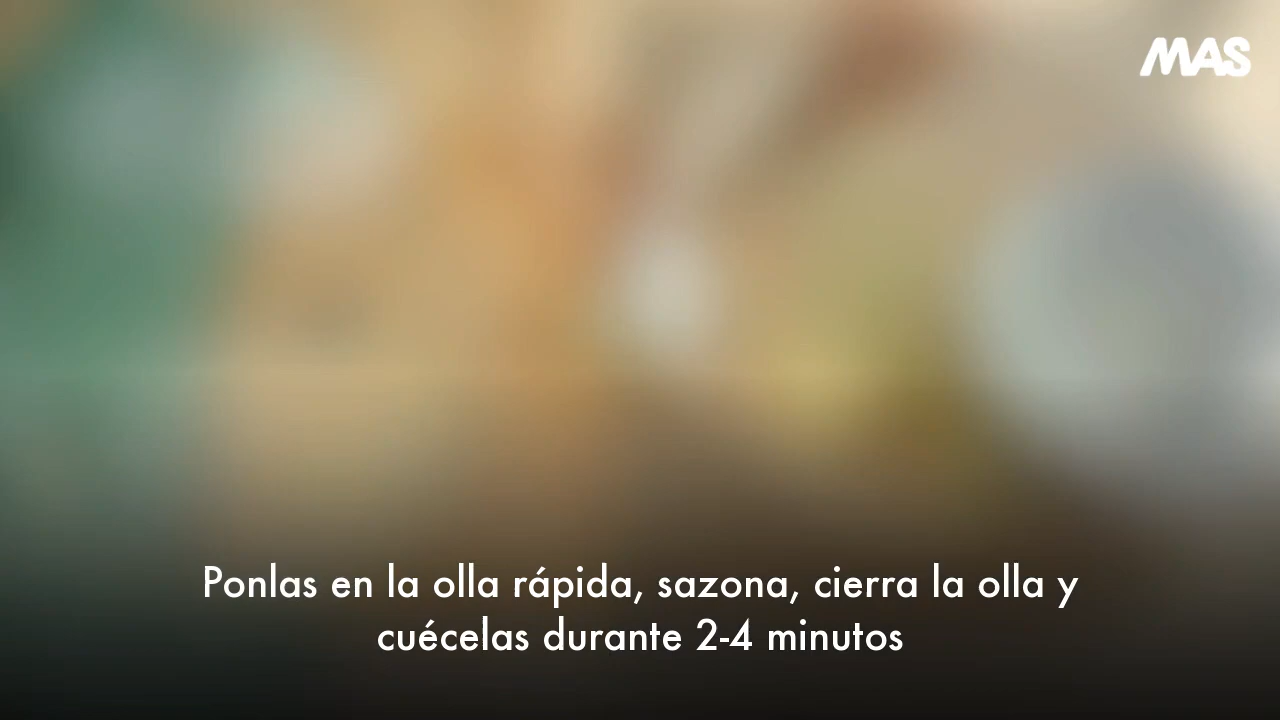 MAS
Ponlas en la olla rápida, sazona, cierra la olla y
cuécelas durante 2-4 minutos